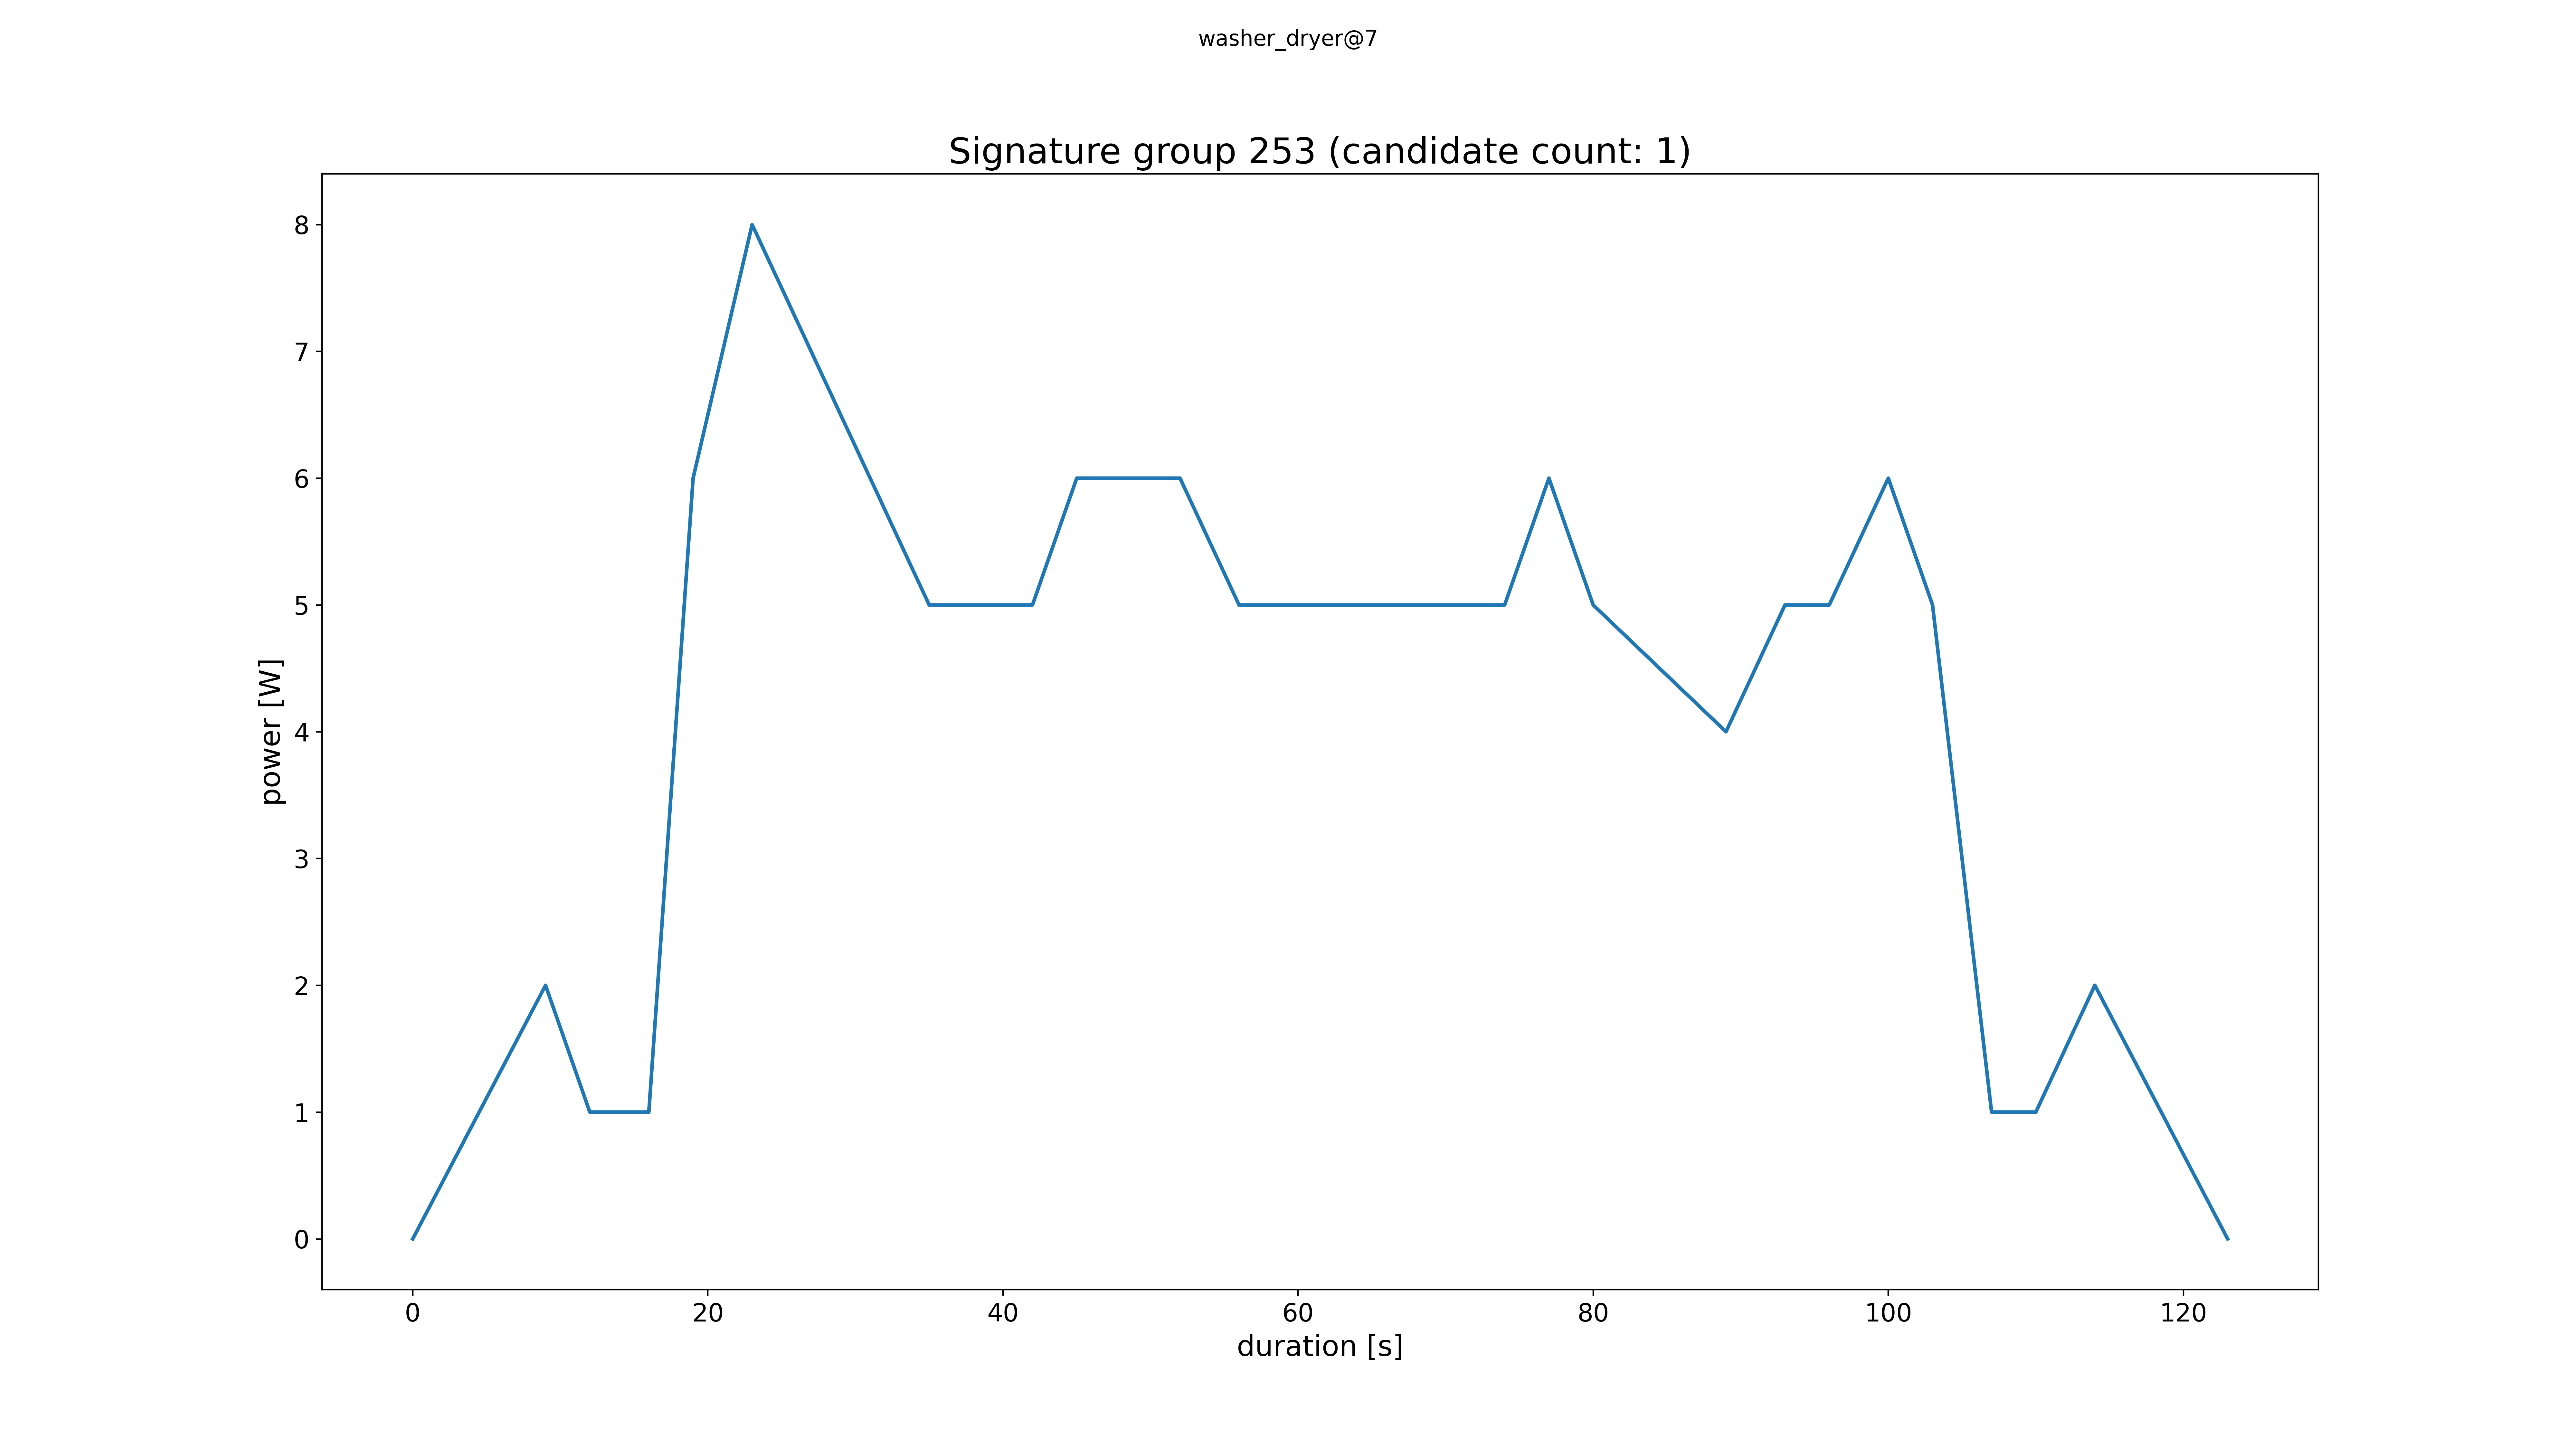 washer_dryer@7
Signature group 253 (candidate count: 1)
8
7
6
5
4
3
2
1
0
power [W]
0 20 40 60 80 100 120
duration [s]